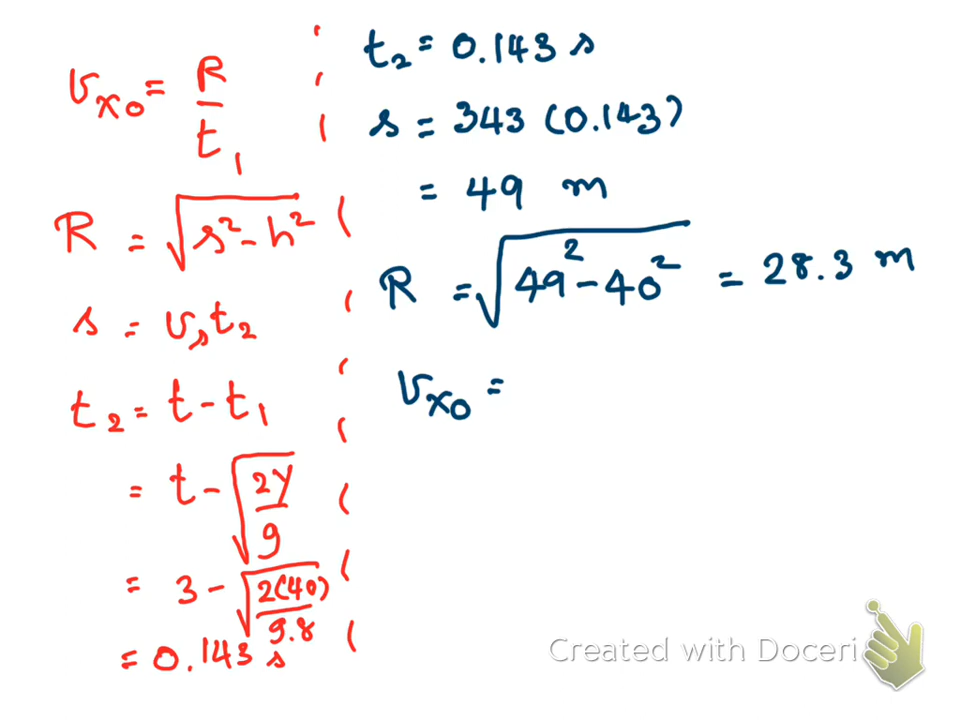 v_x0 = R/t_1
R = √(s² - h²)
s = v_s t_2
t_2 = t - t_1
= t - √(2y/g)
= 3 - √(2(40)/9.8)
= 0.143 s
t_2 = 0.143 s
s = 343 (0.143)
= 49 m
R = √(49² - 40²) = 28.3 m
v_x0 =
Created with Doceri